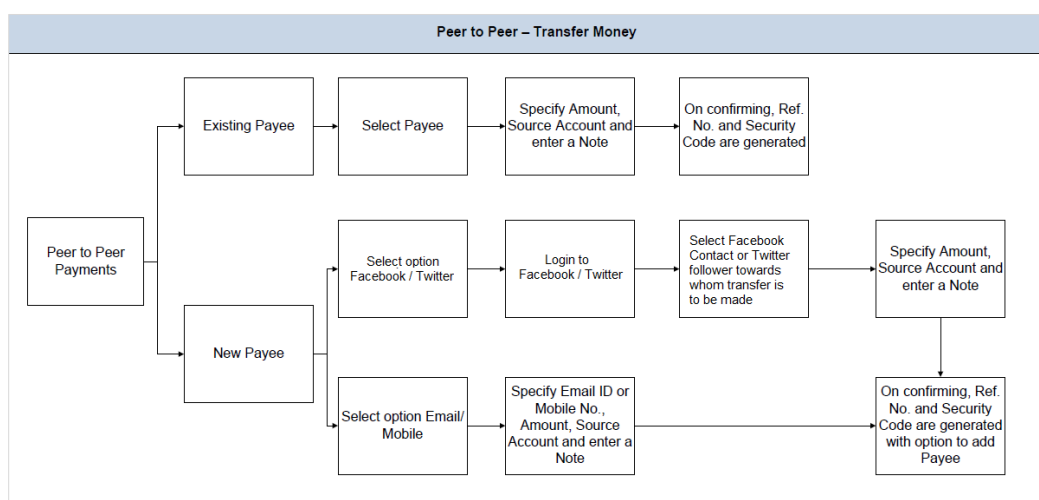 Peer to Peer – Transfer Money
Existing Payee
Select Payee
Specify Amount,
Source Account and
enter a Note
On confirming, Ref.
No. and Security
Code are generated
Peer to Peer
Payments
Select option
Facebook / Twitter
Login to
Facebook / Twitter
Select Facebook
Contact or Twitter
follower towards
whom transfer is
to be made
Specify Amount,
Source Account and
enter a Note
New Payee
Select option Email/
Mobile
Specify Email ID or
Mobile No.,
Amount, Source
Account and enter a
Note
On confirming, Ref.
No. and Security
Code are generated
with option to add
Payee